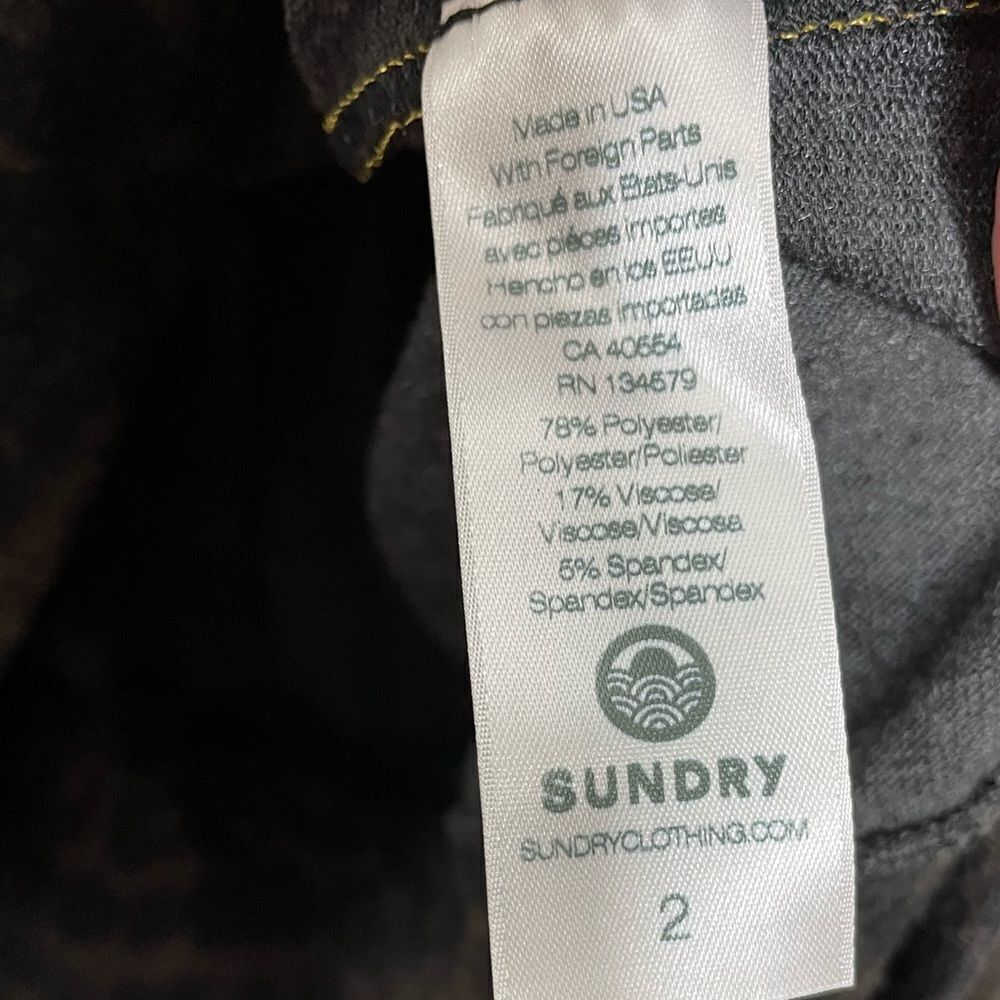 Made in USA
With Foreign Parts
Fabriqué aux Etats-Unis
avec pièces importes
Hencho en los EEUU
con piezas importadas
CA 40554
RN 134579
78% Polyester/
Polyester/Poliester
17% Viscose/
Viscose/Viscosa
5% Spandex/
Spandex/Spandex
SUNDRY
SUNDRYCLOTHING.COM
2